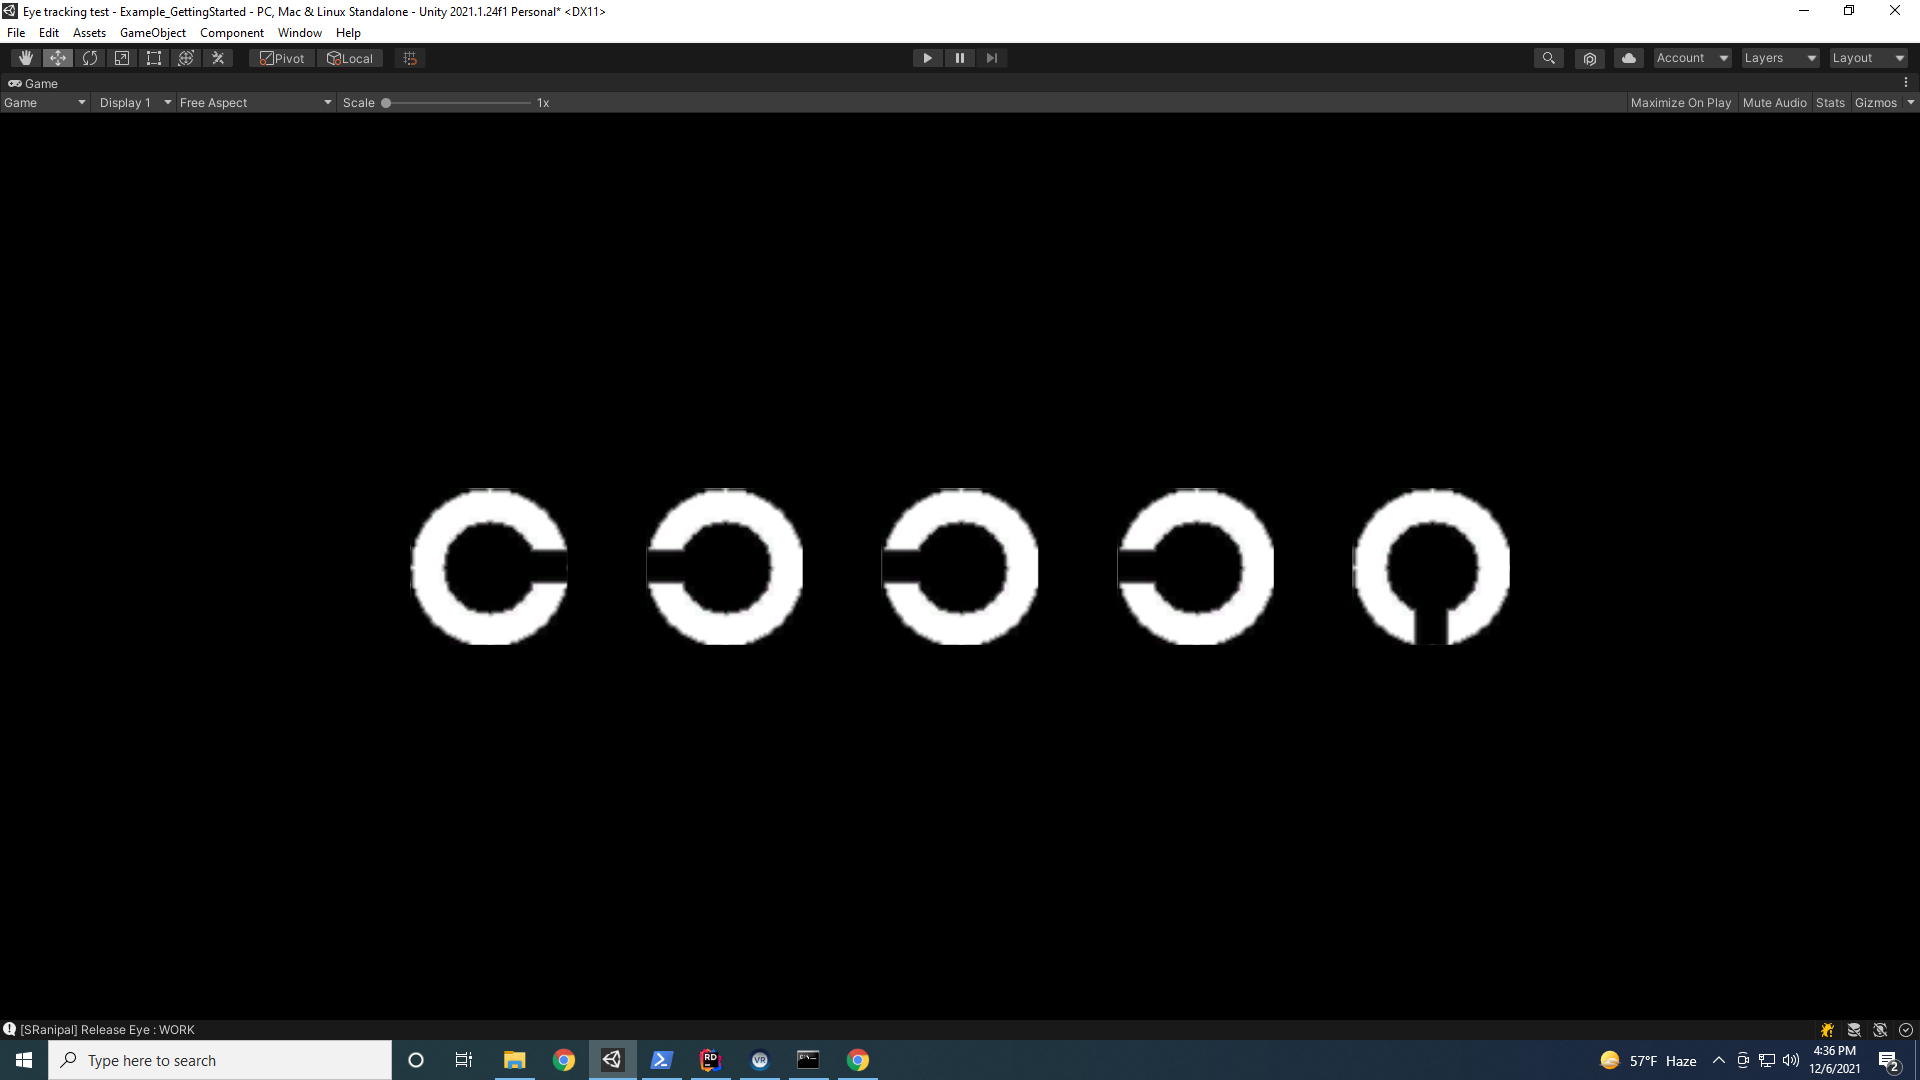 Eye tracking test - Example_GettingStarted - PC, Mac & Linux Standalone - Unity 2021.1.24f1 Personal* <DX11>
File Edit Assets GameObject Component Window Help
Pivot Local Account Layers Layout
Game
Game Display 1 Free Aspect Scale 1x Maximize On Play Mute Audio Stats Gizmos
[SRanipal] Release Eye : WORK
Type here to search RD VR 57°F Haze 4:36 PM
12/6/2021 2